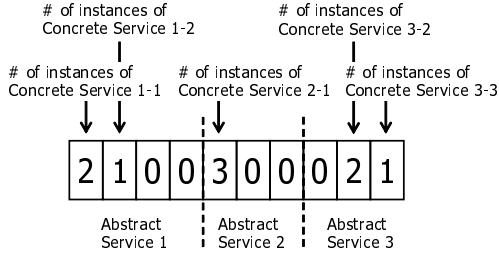 # of instances of
Concrete Service 1-2
# of instances of
Concrete Service 3-2
# of instances of
Concrete Service 1-1
# of instances of
Concrete Service 2-1
# of instances of
Concrete Service 3-3
2 1 0 0 3 0 0 0 2 1
Abstract
Service 1
Abstract
Service 2
Abstract
Service 3